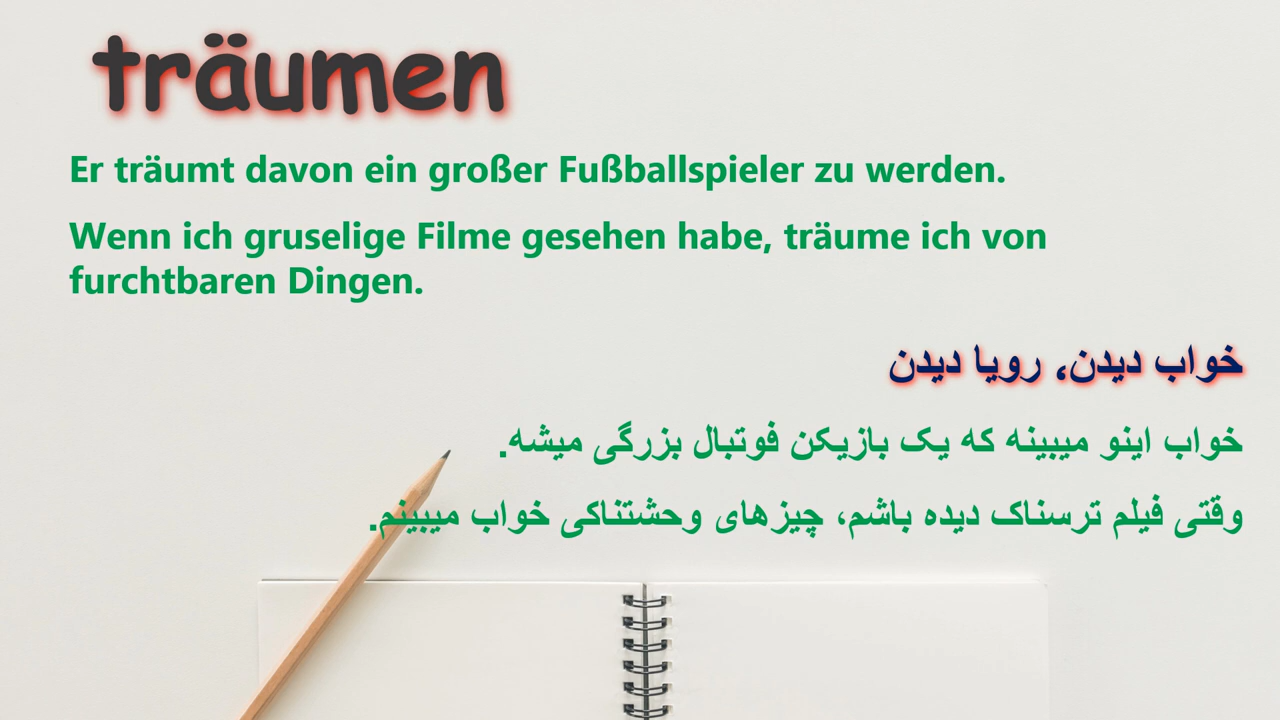 träumen
Er träumt davon ein großer Fußballspieler zu werden.
Wenn ich gruselige Filme gesehen habe, träume ich von
furchtbaren Dingen.
خواب دیدن، رویا دیدن
خواب اینو میبینه که یک بازیکن فوتبال بزرگی میشه.
وقتی فیلم ترسناک دیده باشم، چیزهای وحشتناکی خواب میبینم.